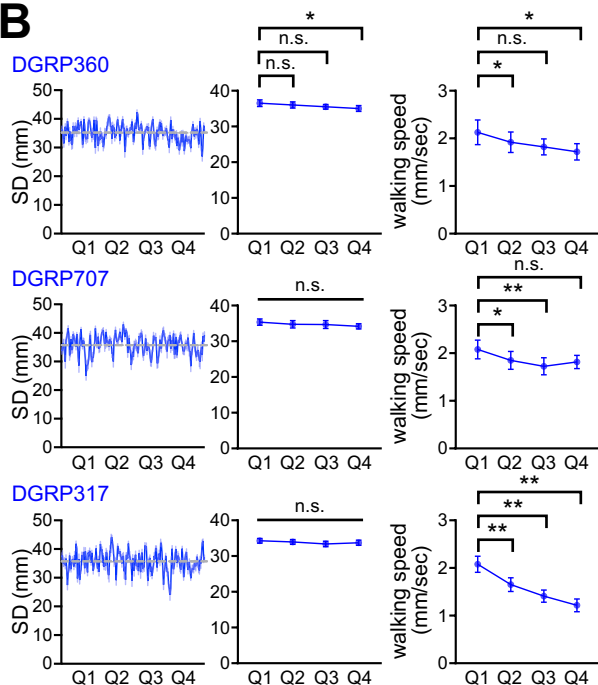 B
DGRP360
SD (mm)
50
40
30
20
10
0
Q1 Q2 Q3 Q4
*
n.s.
n.s.
40
30
20
10
0
Q1 Q2 Q3 Q4
*
n.s.
*
walking speed
(mm/sec)
3
2
1
0
Q1 Q2 Q3 Q4
DGRP707
SD (mm)
50
40
30
20
10
0
Q1 Q2 Q3 Q4
n.s.
40
30
20
10
0
Q1 Q2 Q3 Q4
n.s.
**
*
walking speed
(mm/sec)
3
2
1
0
Q1 Q2 Q3 Q4
DGRP317
SD (mm)
50
40
30
20
10
0
Q1 Q2 Q3 Q4
n.s.
40
30
20
10
0
Q1 Q2 Q3 Q4
**
**
**
walking speed
(mm/sec)
3
2
1
0
Q1 Q2 Q3 Q4